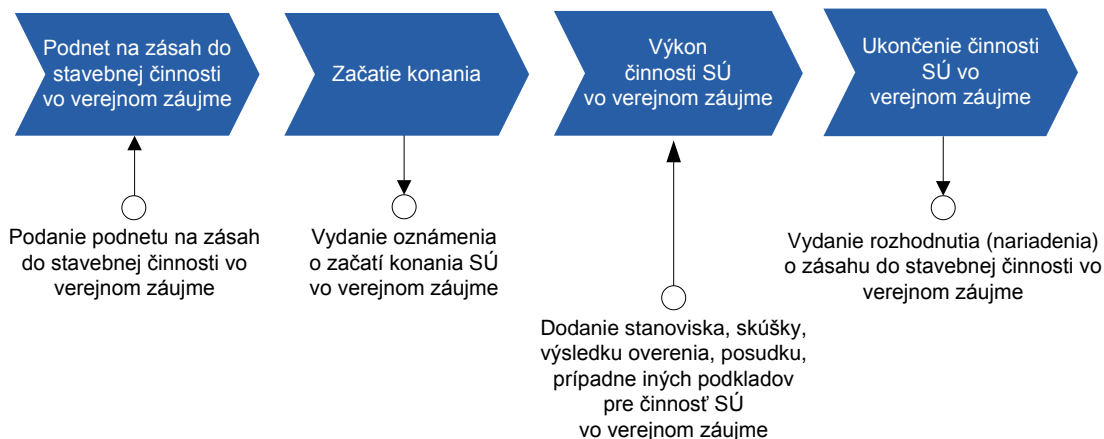 Podnet na zásah do
stavebnej činnosti
vo verejnom záujme
Začatie konania
Výkon
činnosti SÚ
vo verejnom záujme
Ukončenie činnosti
SÚ vo
verejnom záujme
Podanie podnetu na zásah
do stavebnej činnosti vo
verejnom záujme
Vydanie oznámenia
o začatí konania SÚ
vo verejnom záujme
Dodanie stanoviska, skúšky,
výsledku overenia, posudku,
prípadne iných podkladov
pre činnosť SÚ
vo verejnom záujme
Vydanie rozhodnutia (nariadenia)
o zásahu do stavebnej činnosti vo
verejnom záujme